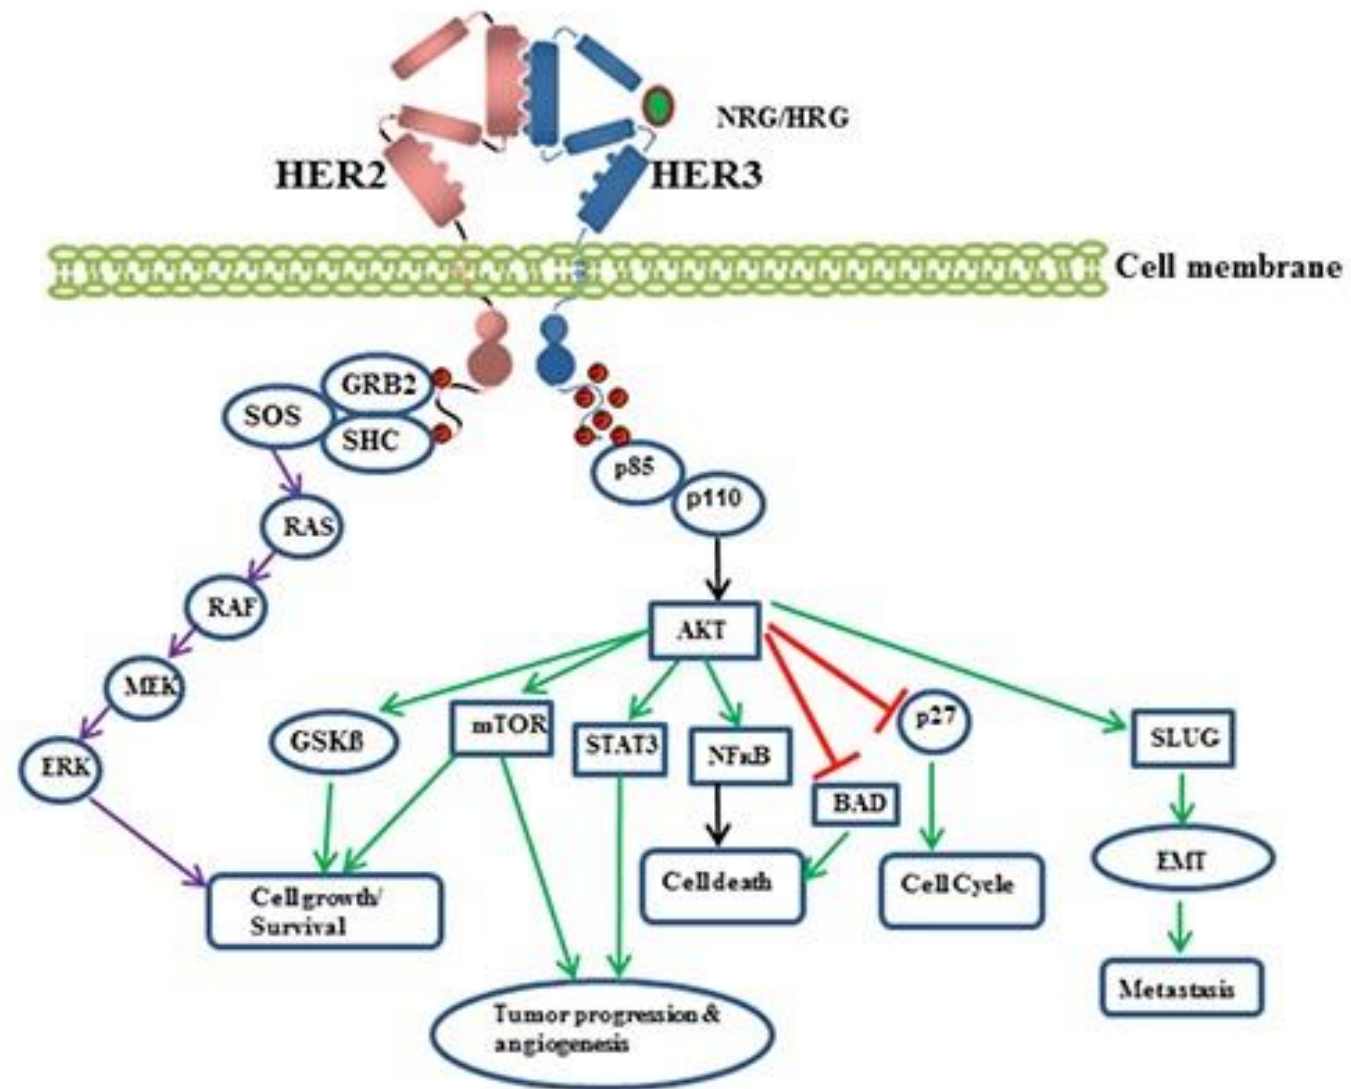 NRG/HRG
HER2
HER3
Cell membrane
GRB2
SOS
SHC
p85
p110
RAS
RAF
AKT
MEK
p27
mTOR
SLUG
GSKß
STAT3
NFκB
ERK
BAD
EMT
Cell death
Cell Cycle
Cell growth/
Survival
Metastasis
Tumor progression &
angiogenesis